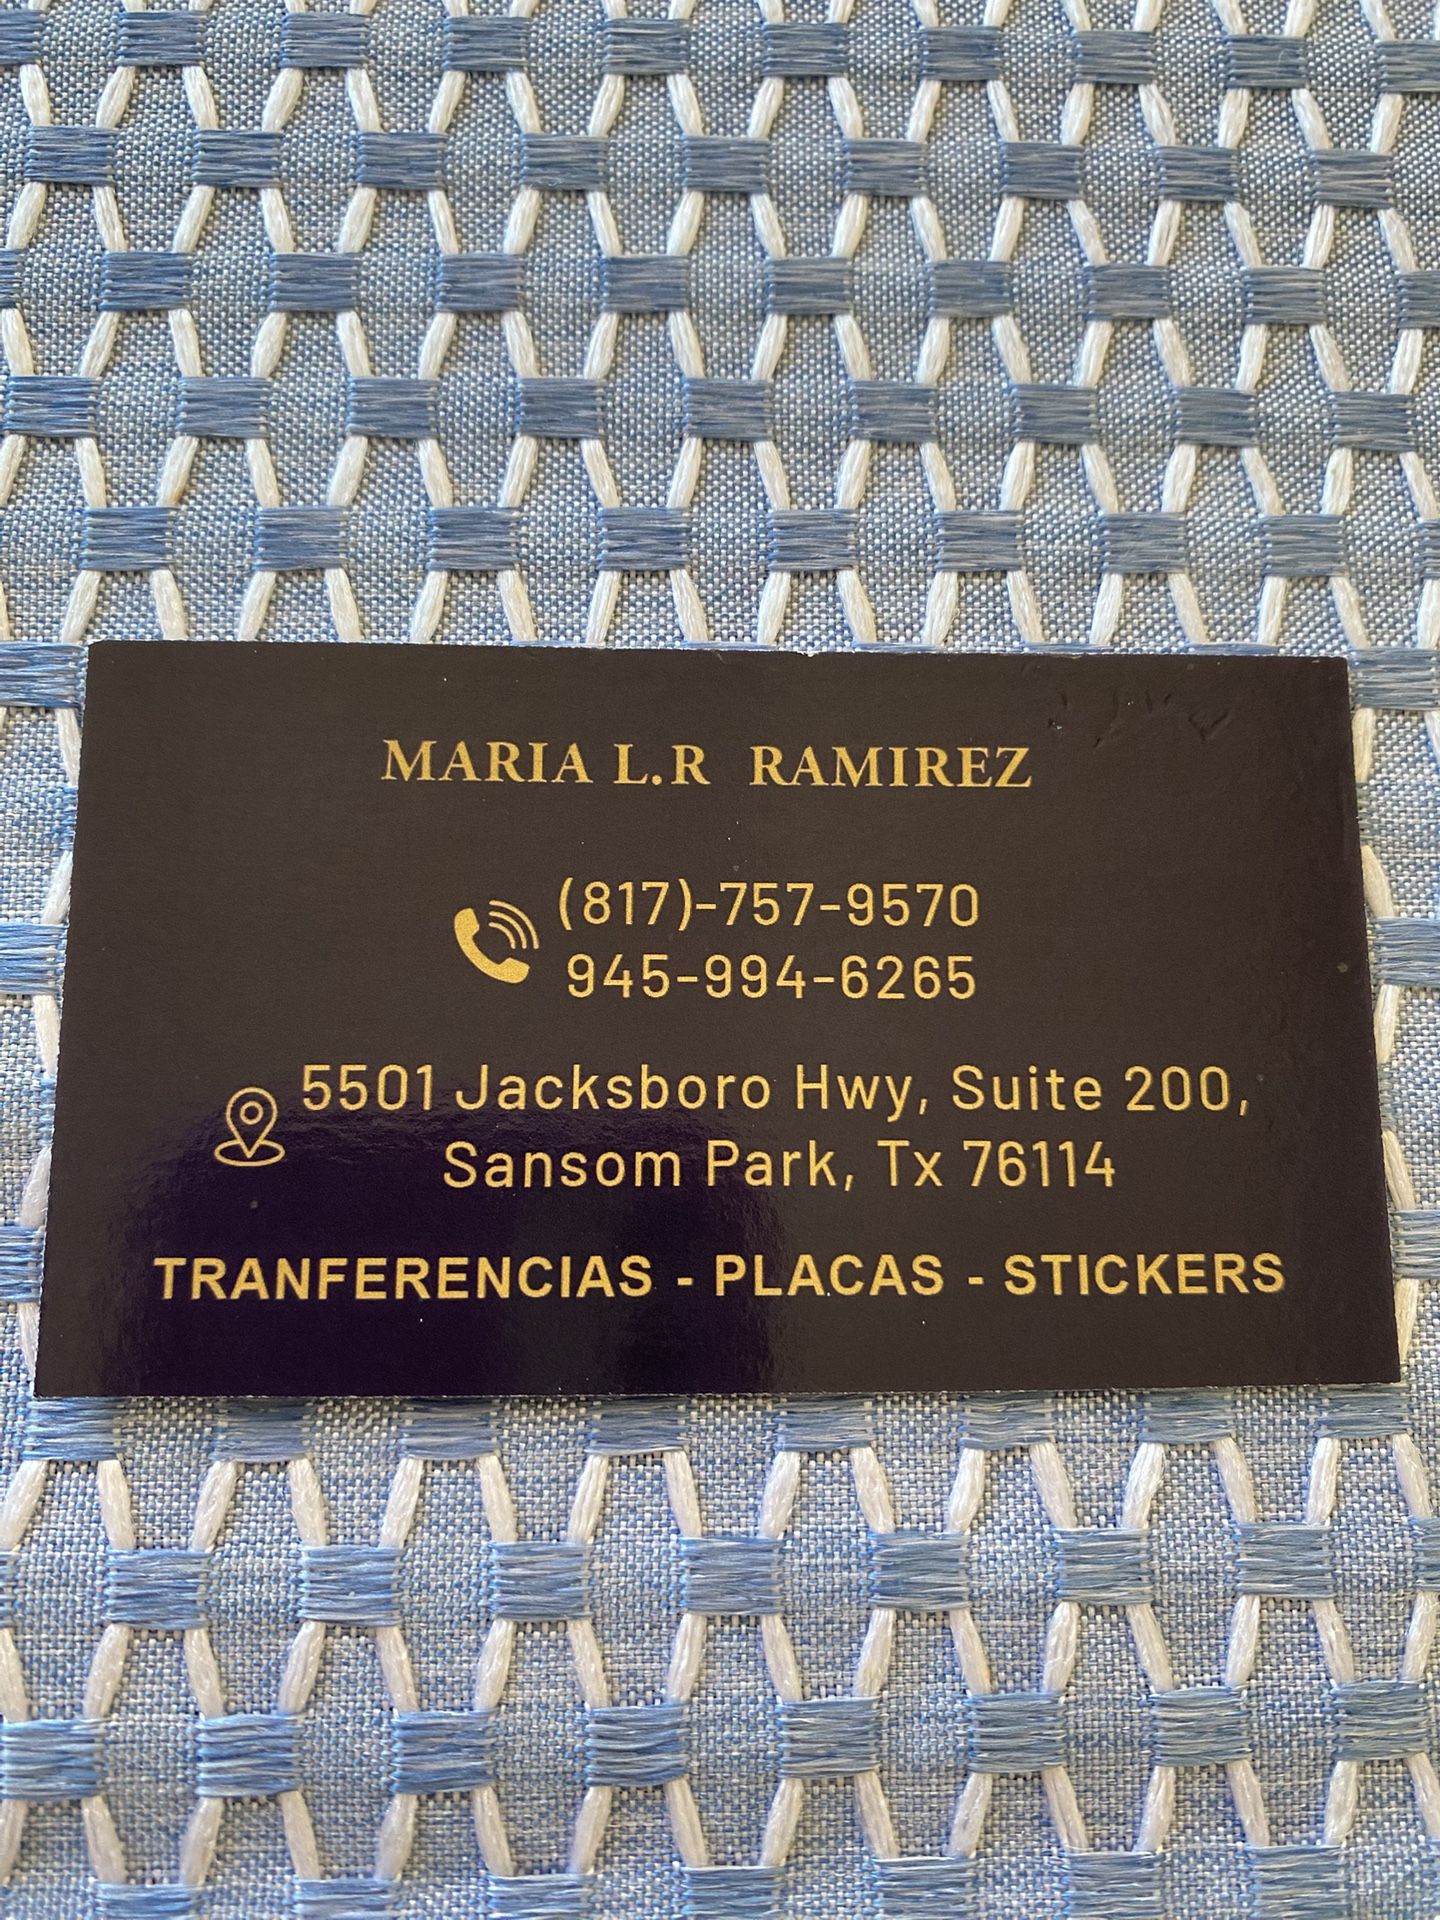 MARIA L.R RAMIREZ
(817)-757-9570
945-994-6265
5501 Jacksboro Hwy, Suite 200,
Sansom Park, Tx 76114
TRANFERENCIAS - PLACAS - STICKERS